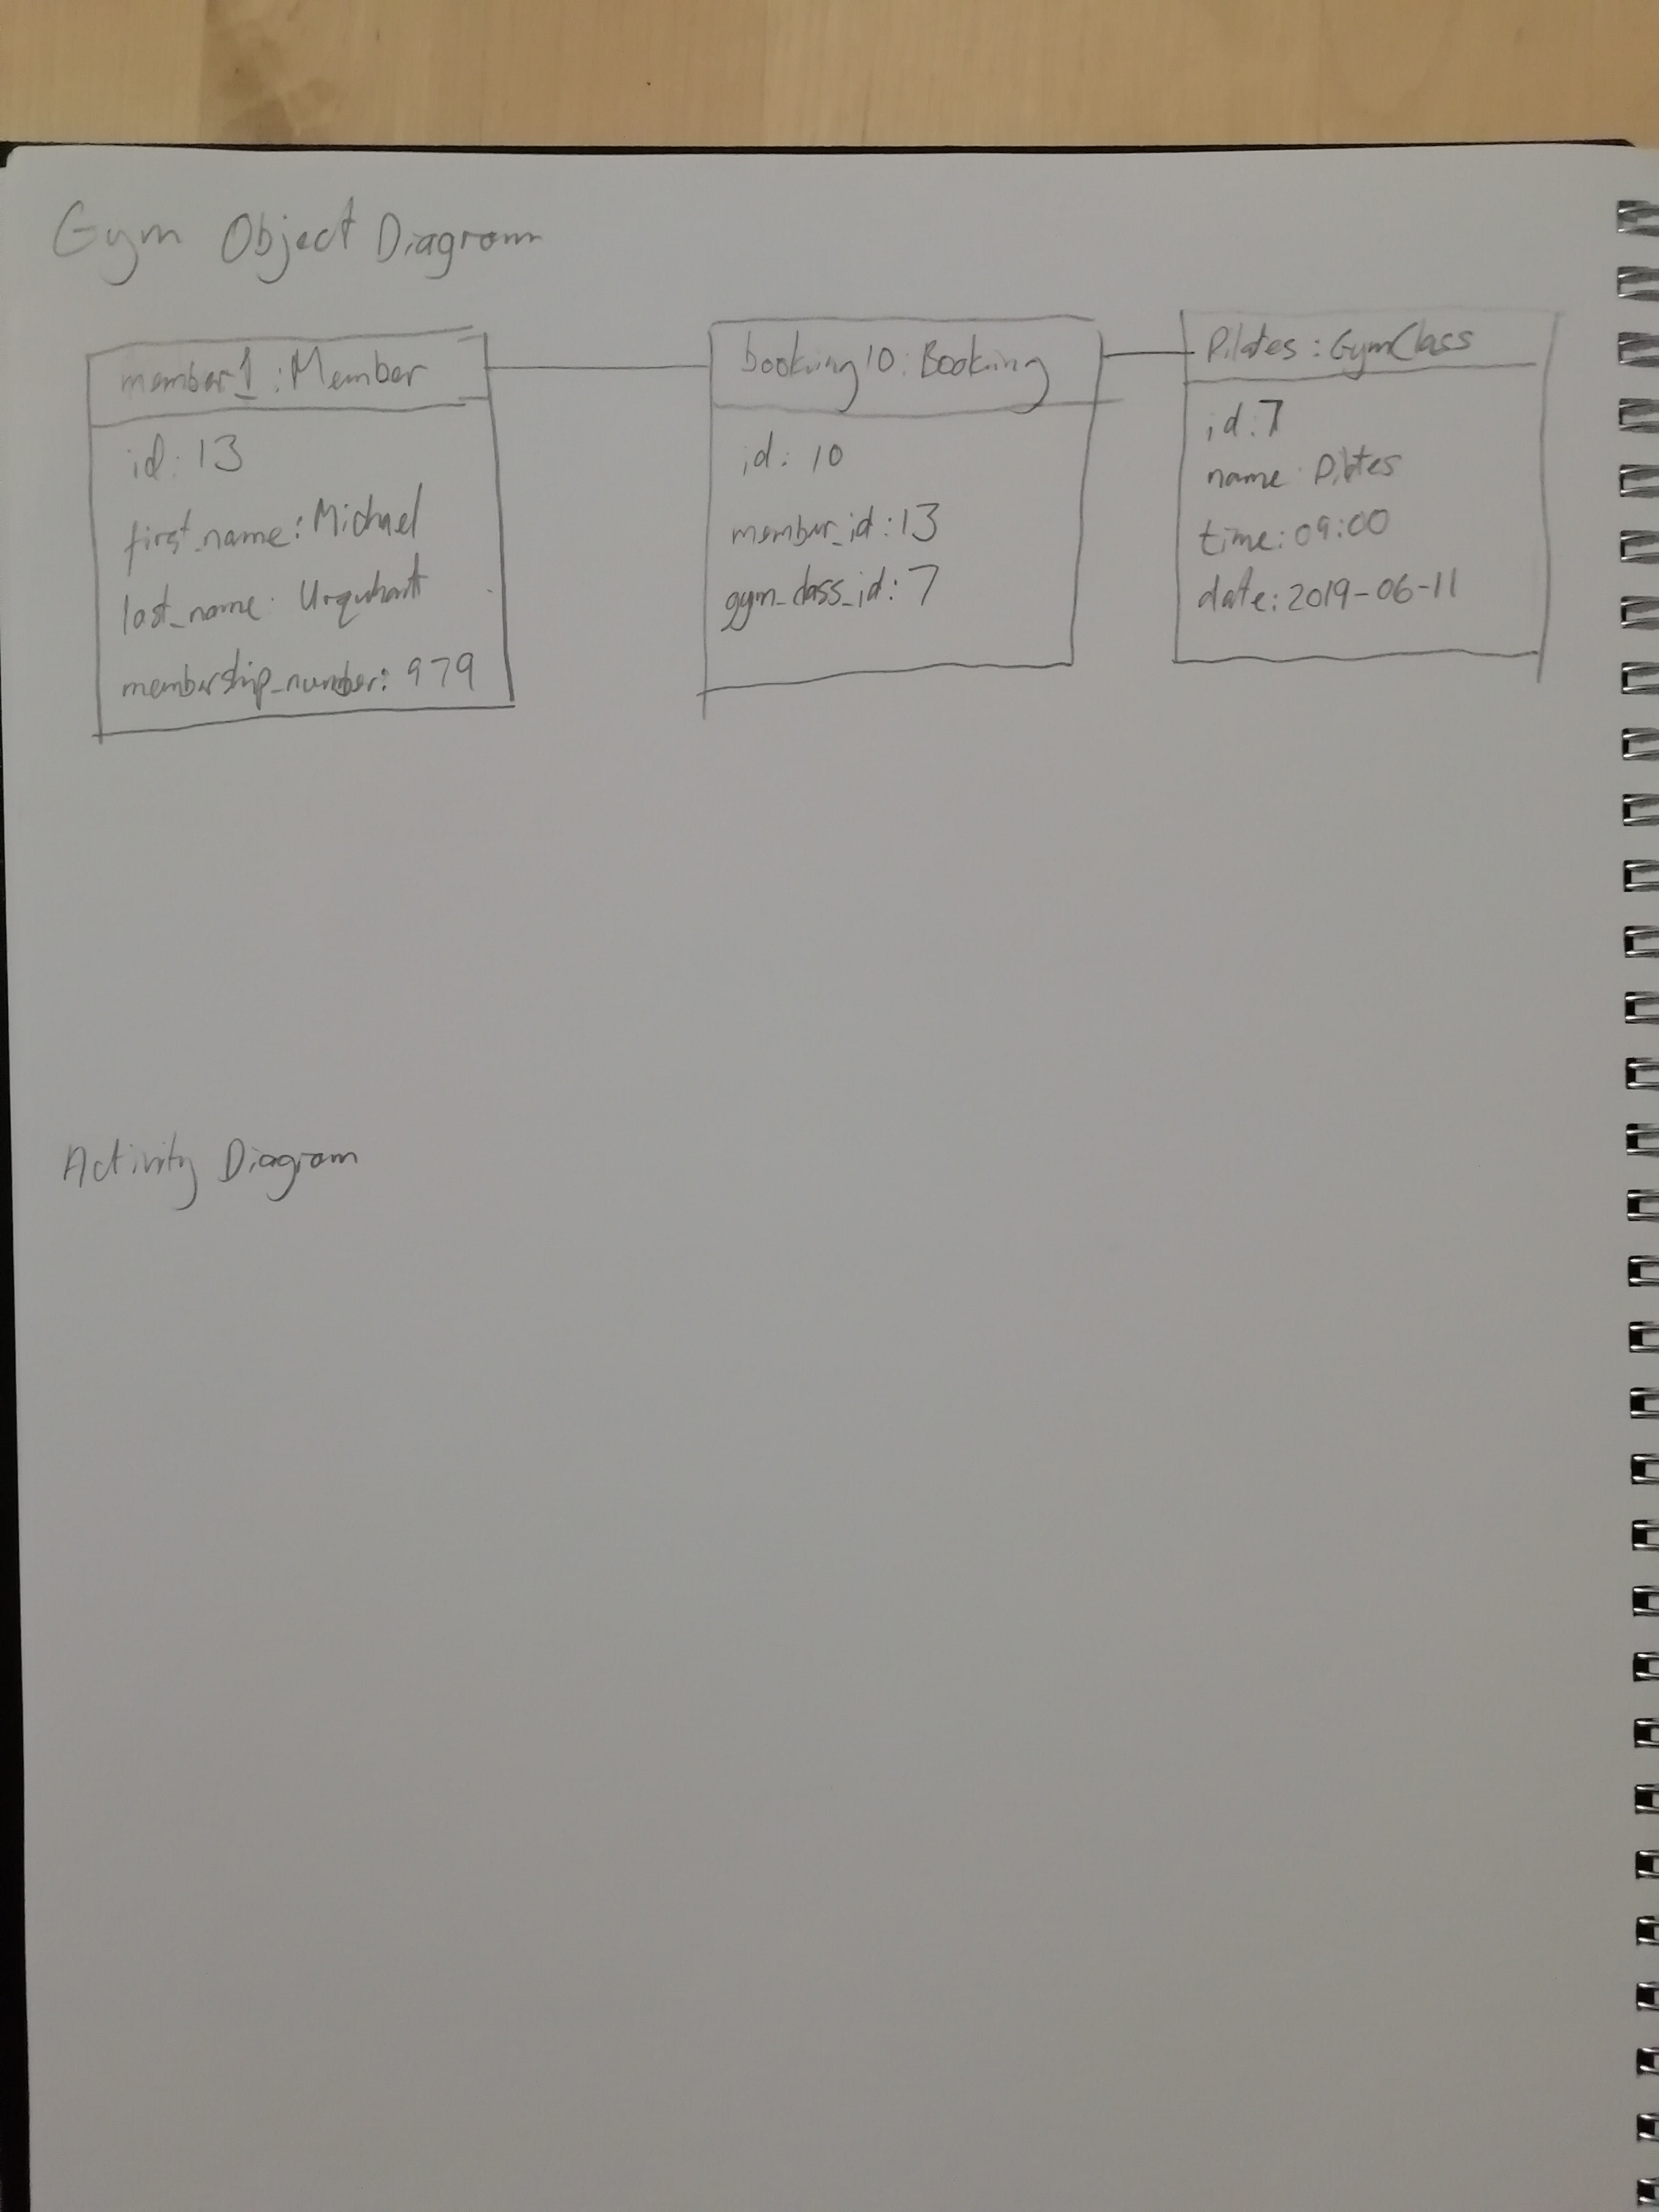 Gym Object Diagram
member1 : Member
id: 13
first_name: Michael
last_name: Urquhart
membership_number: 979
booking10: Booking
id: 10
member_id: 13
gym_class_id: 7
Pilates: GymClass
id: 7
name: Pilates
time: 09:00
date: 2019-06-11
Activity Diagram